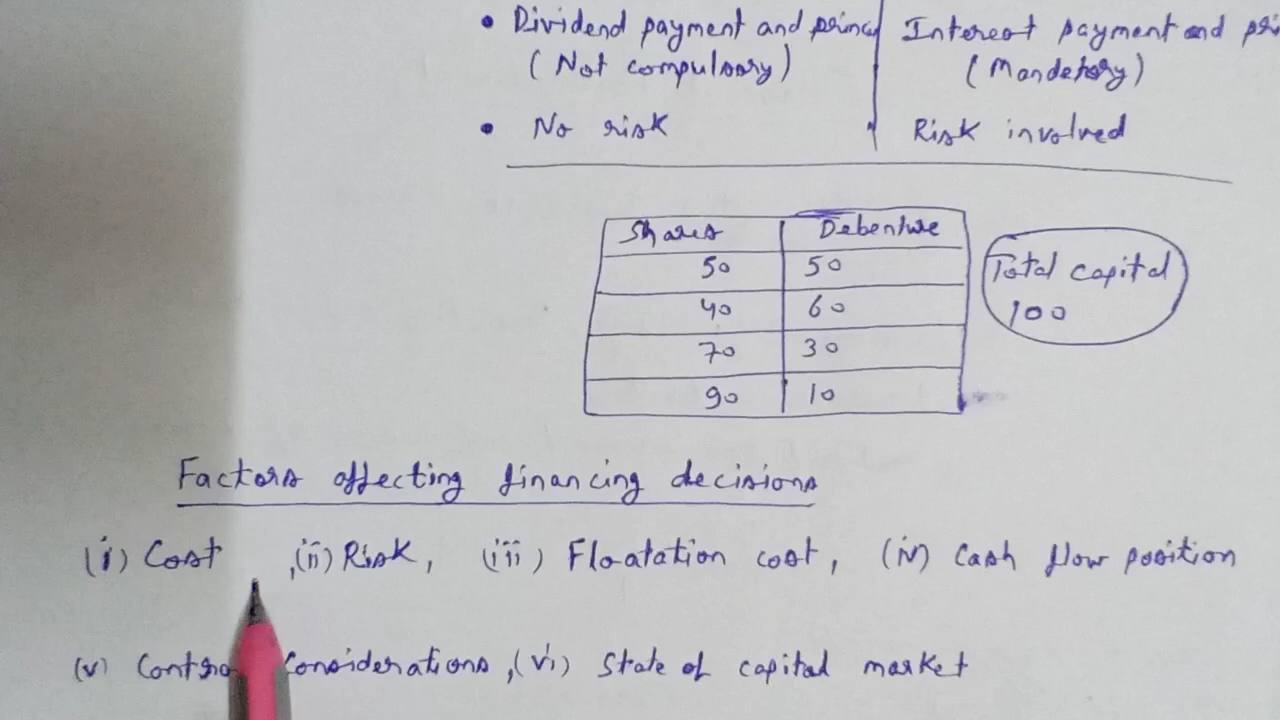 • Dividend payment and princ Interest payment and pri
(Not compulsory) (Mandetory)
• No risk • Risk involved
Shares Debenture
50 50
40 60
70 30
90 10
Total capital
100
Factors affecting financing decisions
(i) Cost ,(ii) Risk, (iii) Floatation cost, (iv) Cash flow position
(v) Contro Considerations, (vi) State of capital market